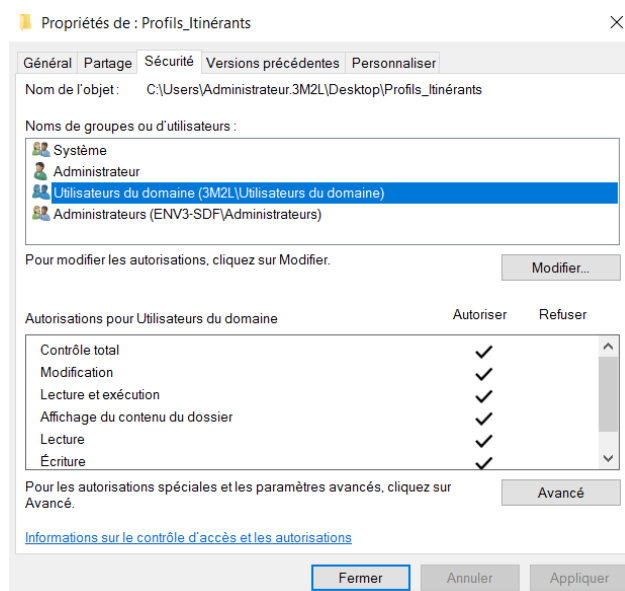 Propriétés de : Profils_Itinérants
Général Partage Sécurité Versions précédentes Personnaliser
Nom de l'objet : C:\Users\Administrateur.3M2L\Desktop\Profils_Itinérants
Noms de groupes ou d'utilisateurs :
Système
Administrateur
Utilisateurs du domaine (3M2L\Utilisateurs du domaine)
Administrateurs (ENV3-SDF\Administrateurs)
Pour modifier les autorisations, cliquez sur Modifier.
Modifier...
Autorisations pour Utilisateurs du domaine Autoriser Refuser
Contrôle total
Modification
Lecture et exécution
Affichage du contenu du dossier
Lecture
Écriture
Pour les autorisations spéciales et les paramètres avancés, cliquez sur
Avancé.
Avancé
Informations sur le contrôle d'accès et les autorisations
Fermer Annuler Appliquer